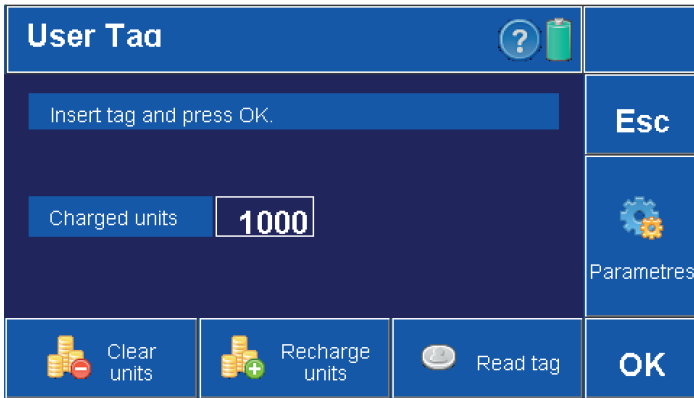 User Tag
?
Insert tag and press OK.
Esc
Charged units
1000
Parametres
Clear
units
Recharge
units
Read tag
OK